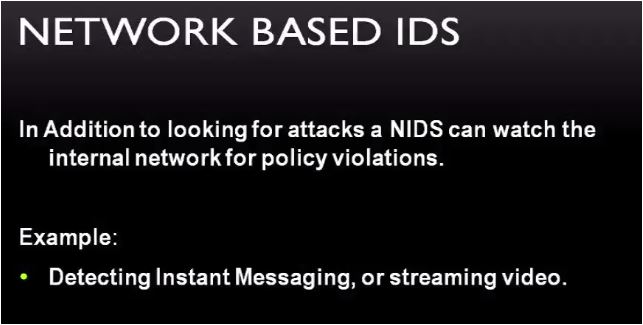 NETWORK BASED IDS
In Addition to looking for attacks a NIDS can watch the
internal network for policy violations.
Example:
• Detecting Instant Messaging, or streaming video.